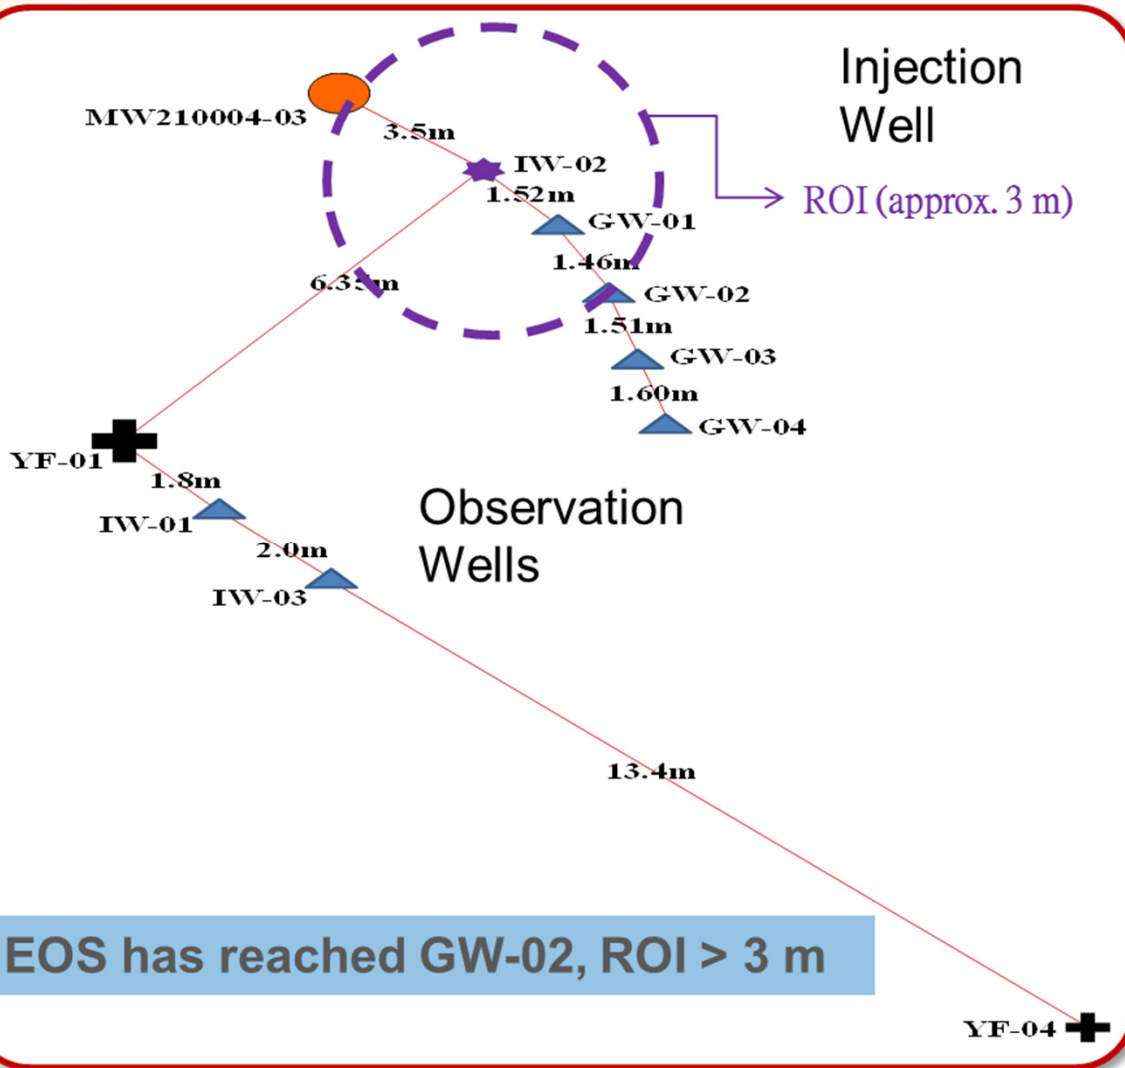 Injection
Well
MW210004-03
3.5m
IW-02
1.52m
ROI (approx. 3 m)
GW-01
1.46m
6.35m
GW-02
1.51m
GW-03
1.60m
GW-04
YF-01
1.8m
IW-01
Observation
Wells
2.0m
IW-03
13.4m
EOS has reached GW-02, ROI > 3 m
YF-04